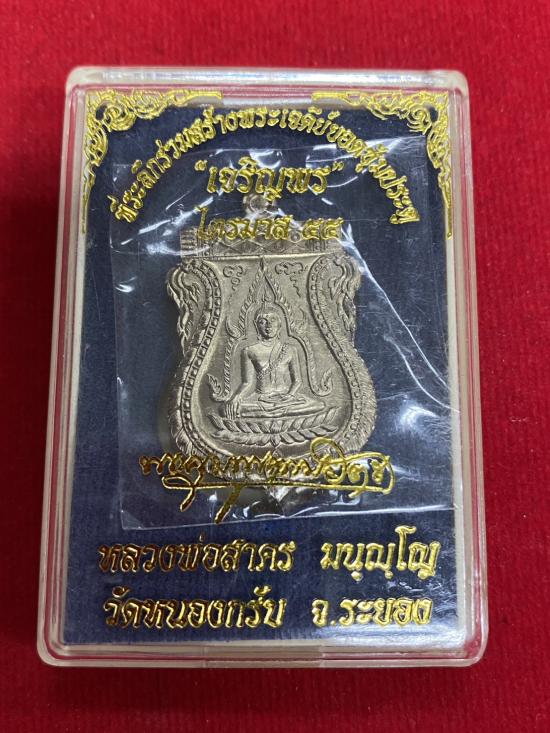 ที่ระลึกร่วมสร้างพระเจดีย์ยอดซุ้มประตู
"เจริญพร"
ไตรมาส ๕๕
หลวงพ่อสาคร มนุญฺโญ
วัดหนองกรับ จ.ระยอง